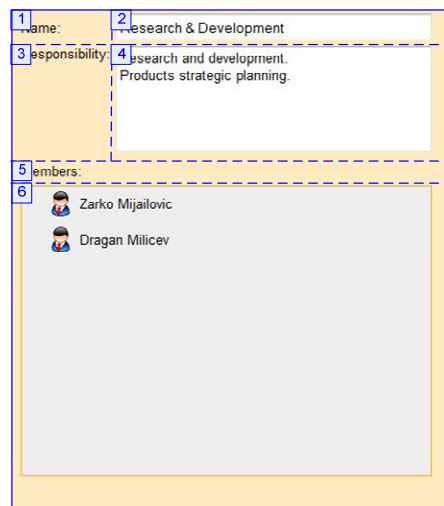 1 Name: 2 Research & Development
3 Responsibility: 4 Research and development.
Products strategic planning.
5 Members:
6
Zarko Mijailovic
Dragan Milicev